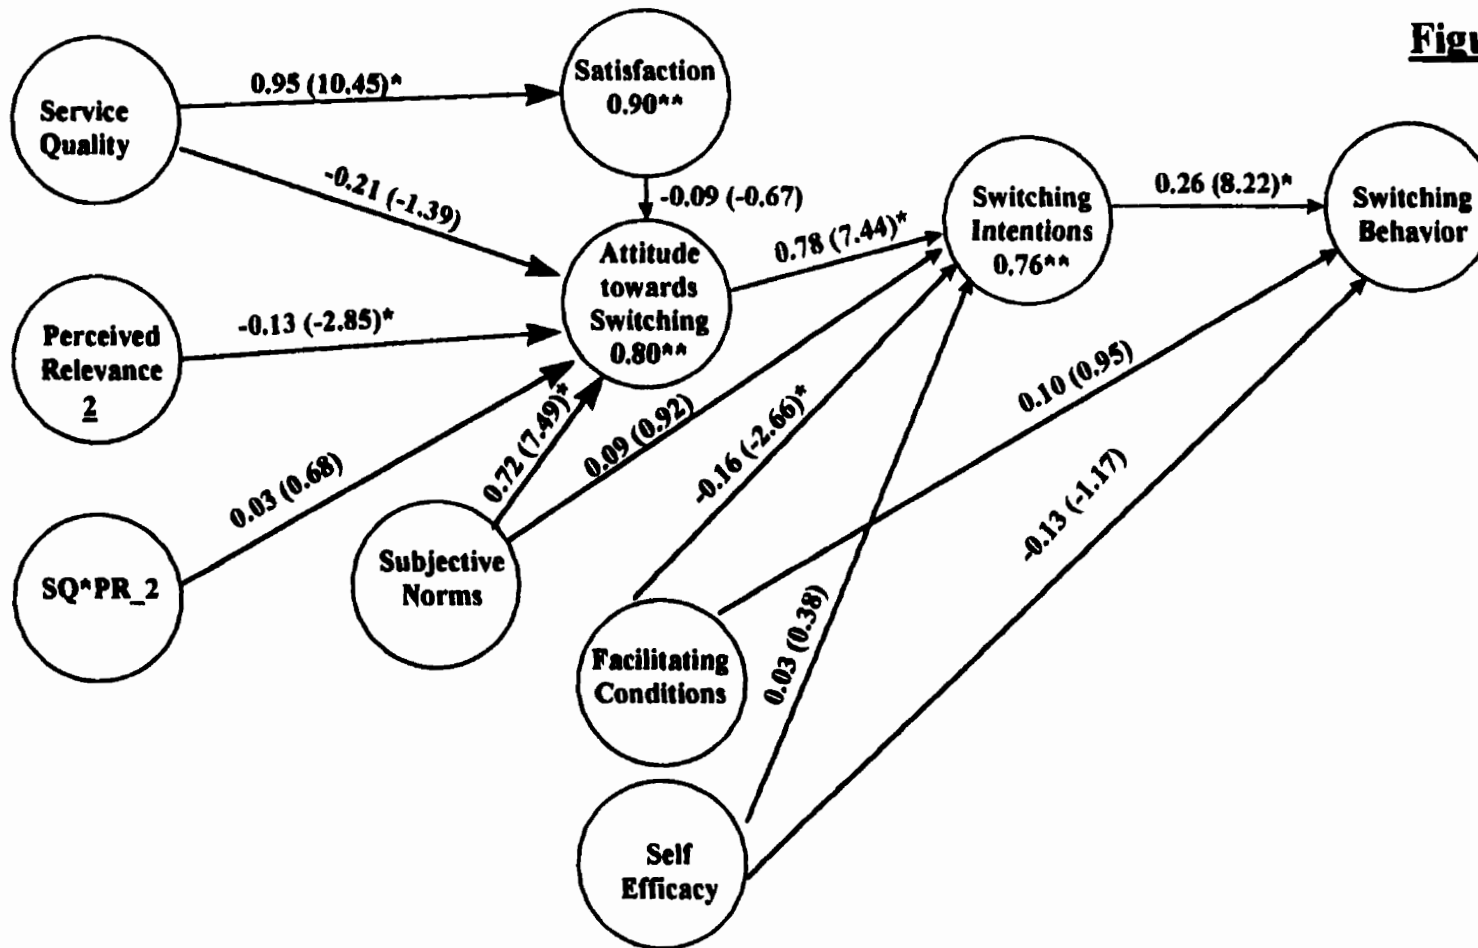 Figu
Service
Quality
0.95 (10.45)*
Satisfaction
0.90**
-0.21 (-1.39)
-0.09 (-0.67)
Perceived
Relevance
2
-0.13 (-2.85)*
Attitude
towards
Switching
0.80**
0.78 (7.44)*
Switching
Intentions
0.76**
0.26 (8.22)*
Switching
Behavior
SQ*PR_2
0.03 (0.68)
Subjective
Norms
0.72 (7.49)*
0.09 (0.92)
Facilitating
Conditions
-0.16 (-2.66)*
0.10 (0.95)
Self
Efficacy
0.03 (0.38)
-0.13 (-1.17)